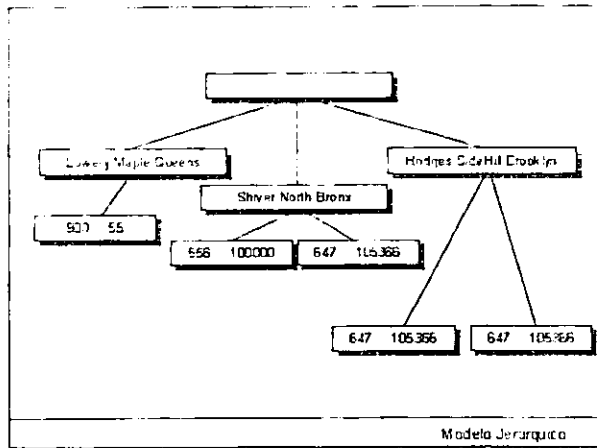 Lowery Maple Queens
Hodges SideHill Brooklyn
Shiver North Bronx
900 55
556 100000
647 105366
647 105366
647 105366
Modelo Jerarquico